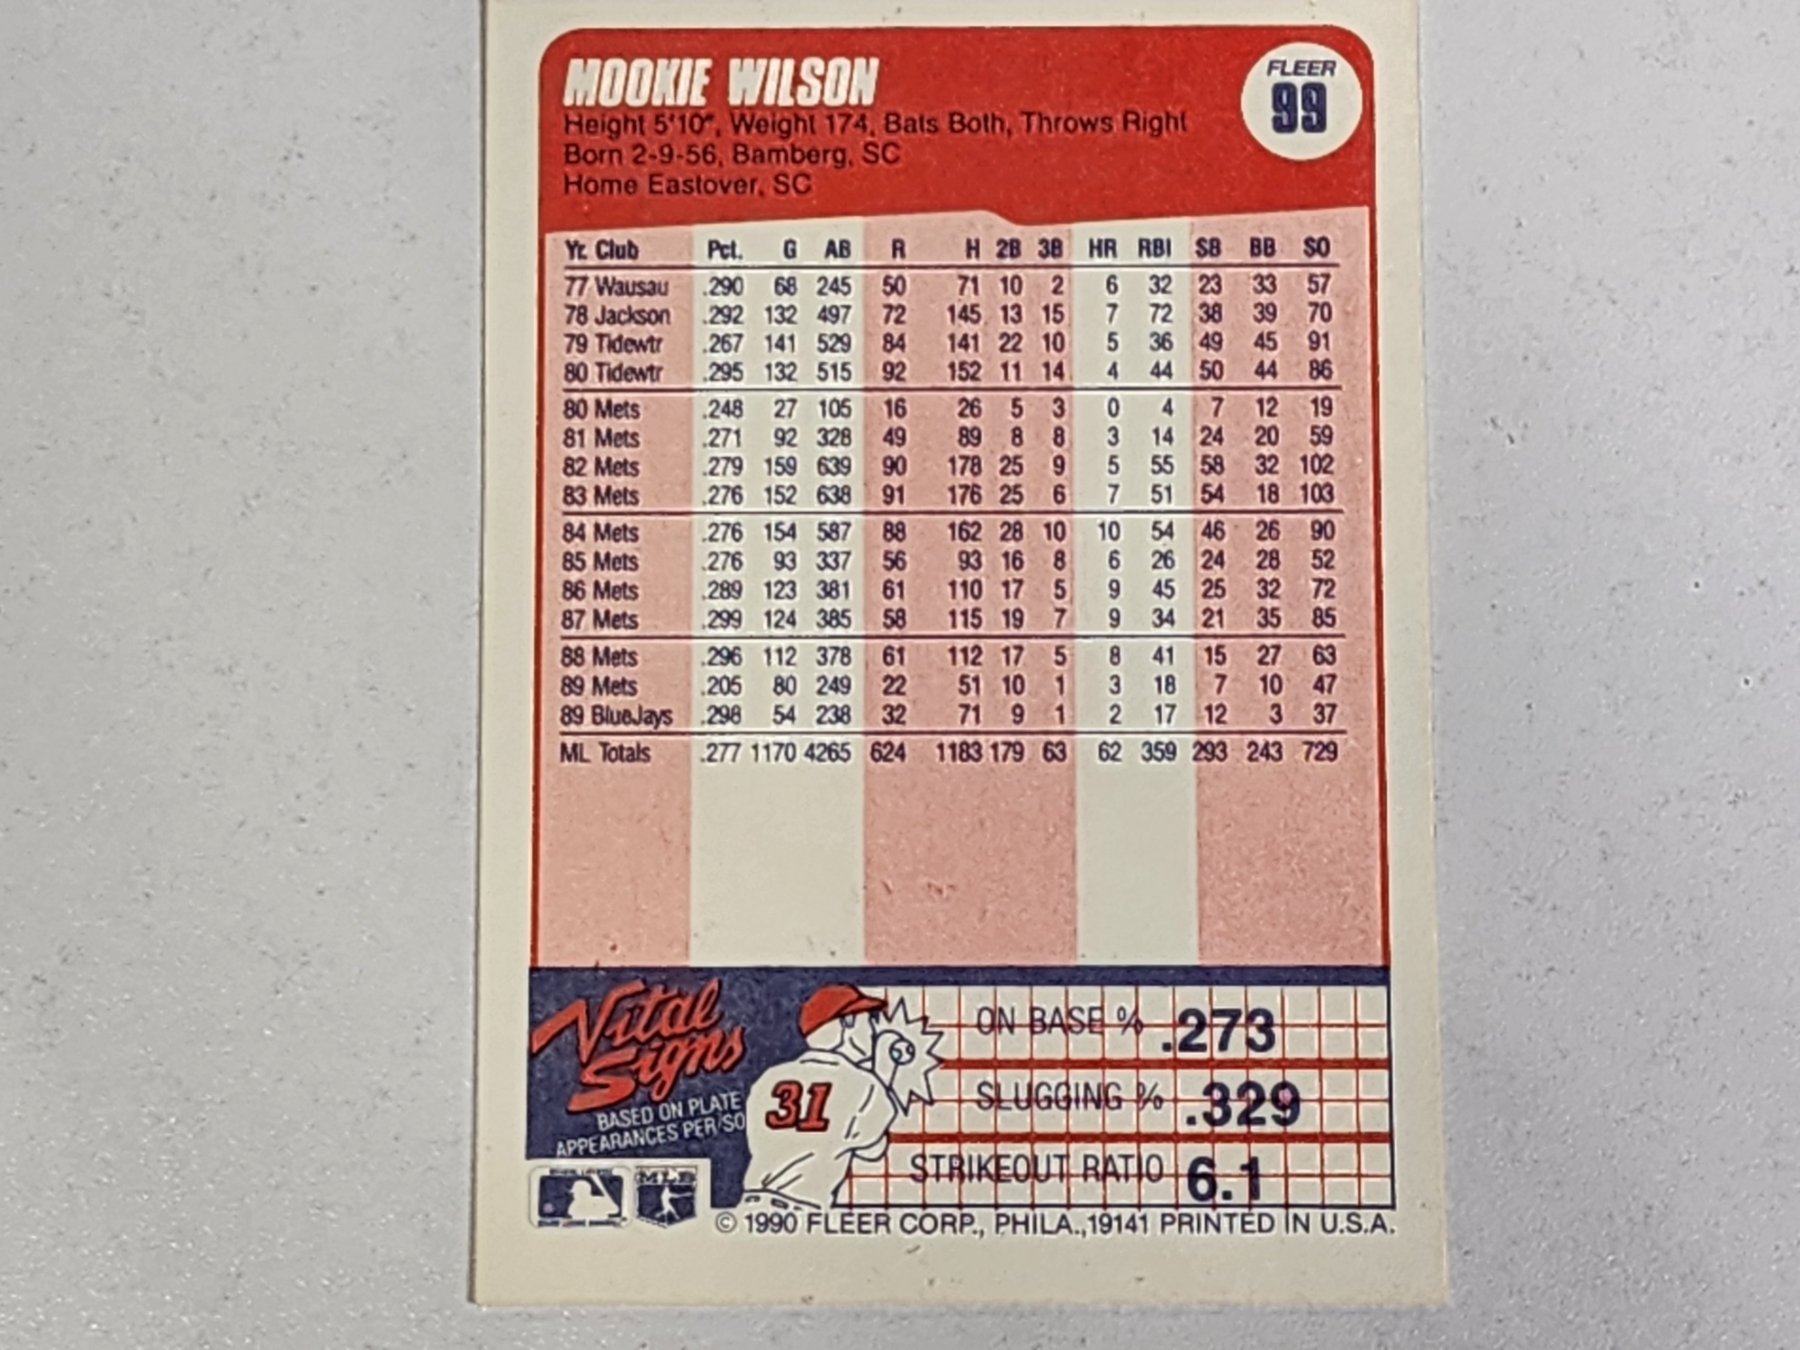 MOOKIE WILSON
FLEER
99
Height 5'10", Weight 174, Bats Both, Throws Right
Born 2-9-56, Bamberg, SC
Home Eastover, SC
Yr. Club Pct. G AB R H 2B 3B HR RBI SB BB SO
77 Wausau .290 68 245 50 71 10 2 6 32 23 33 57
78 Jackson .292 132 497 72 145 13 15 7 72 38 39 70
79 Tidewtr .267 141 529 84 141 22 10 5 36 49 45 91
80 Tidewtr .295 132 515 92 152 11 14 4 44 50 44 86
80 Mets .248 27 105 16 26 5 3 0 4 7 12 19
81 Mets .271 92 328 49 89 8 8 3 14 24 20 59
82 Mets .279 159 639 90 178 25 9 5 55 58 32 102
83 Mets .276 152 638 91 176 25 6 7 51 54 18 103
84 Mets .276 154 587 88 162 28 10 10 54 46 26 90
85 Mets .276 93 337 56 93 16 8 6 26 24 28 52
86 Mets .289 123 381 61 110 17 5 9 45 25 32 72
87 Mets .299 124 385 58 115 19 7 9 34 21 35 85
88 Mets .296 112 378 61 112 17 5 8 41 15 27 63
89 Mets .205 80 249 22 51 10 1 3 18 7 10 47
89 BlueJays .298 54 238 32 71 9 1 2 17 12 3 37
ML Totals .277 1170 4265 624 1183 179 63 62 359 293 243 729
Vital
Signs
BASED ON PLATE
APPEARANCES PER/SO
31
ON BASE % .273
SLUGGING % .329
STRIKEOUT RATIO 6.1
MLB
© 1990 FLEER CORP., PHILA.,19141 PRINTED IN U.S.A.